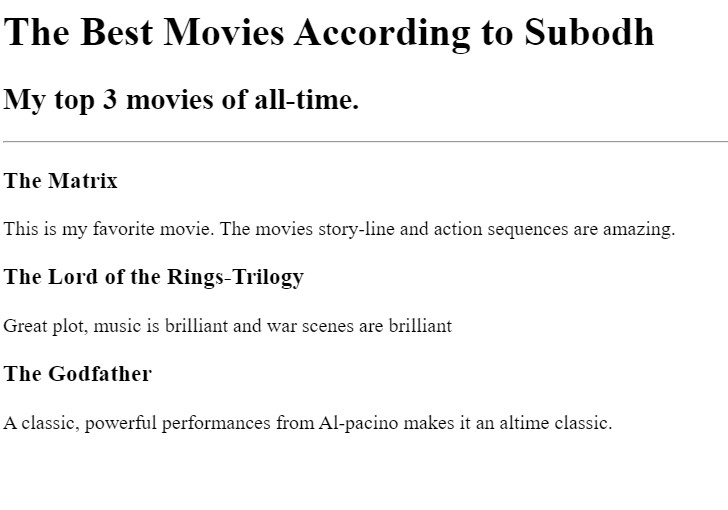 The Best Movies According to Subodh
My top 3 movies of all-time.
The Matrix
This is my favorite movie. The movies story-line and action sequences are amazing.
The Lord of the Rings-Trilogy
Great plot, music is brilliant and war scenes are brilliant
The Godfather
A classic, powerful performances from Al-pacino makes it an altime classic.